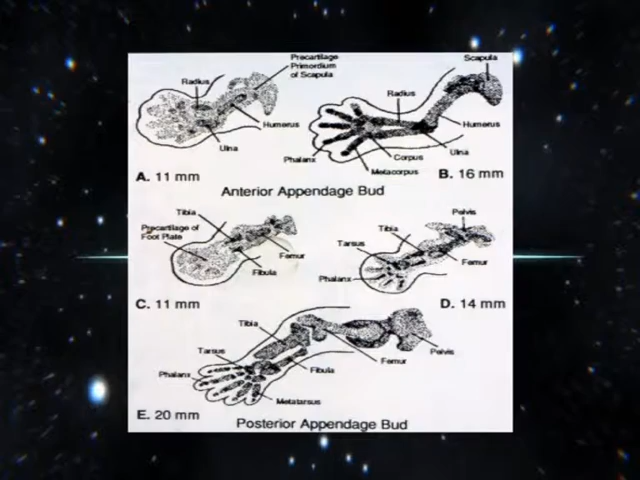 Precartilage
Primordium
of Scapula
Radius
Humerus
Ulna
Phalanx
A. 11 mm
Scapula
Radius
Humerus
Ulna
Corpus
Metacorpus
B. 16 mm
Anterior Appendage Bud
Tibia
Precartilage of
Foot Plate
Femur
Fibula
C. 11 mm
Pelvis
Tibia
Tarsus
Femur
Phalanx
D. 14 mm
Tibia
Tarsus
Phalanx
Fibula
Femur
Pelvis
Metatarsus
E. 20 mm
Posterior Appendage Bud